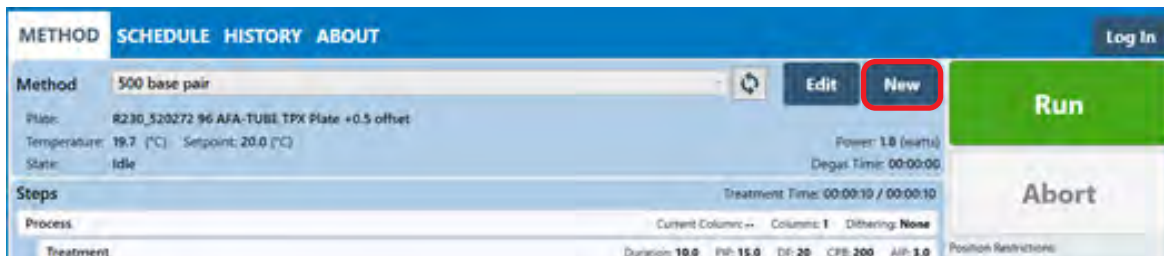 METHOD SCHEDULE HISTORY ABOUT Log In
Method 500 base pair Edit New
Run
Plate: R230_520272 96 AFA-TUBE TPX Plate +0.5 offset
Temperature: 19.7 (°C) Setpoint: 20.0 (°C) Power: 1.8 (watts)
State: Idle Degas Time: 00:00:00
Abort
Steps Treatment Time: 00:00:10 / 00:00:10
Process Current Column: -- Columns: 1 Dithering: None
Treatment Duration: 10.0 PIP: 15.0 DF: 20 CPB: 200 AIP: 3.0
Position Restrictions: